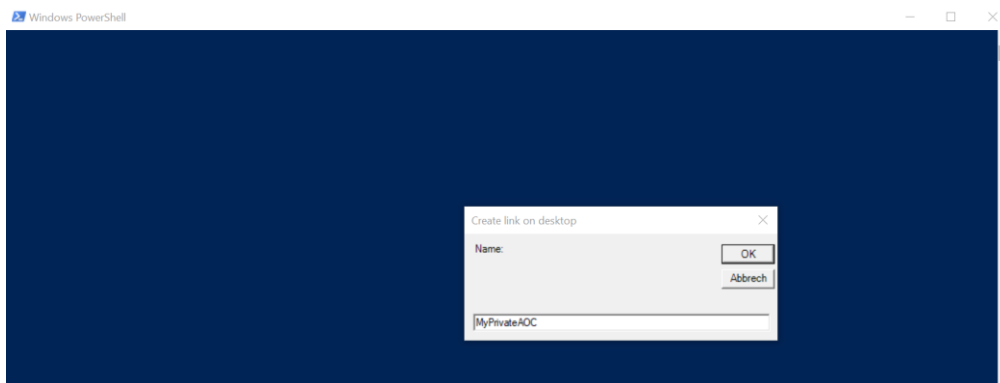 Windows PowerShell
Create link on desktop
Name:
OK
Abbrech
MyPrivateAOC